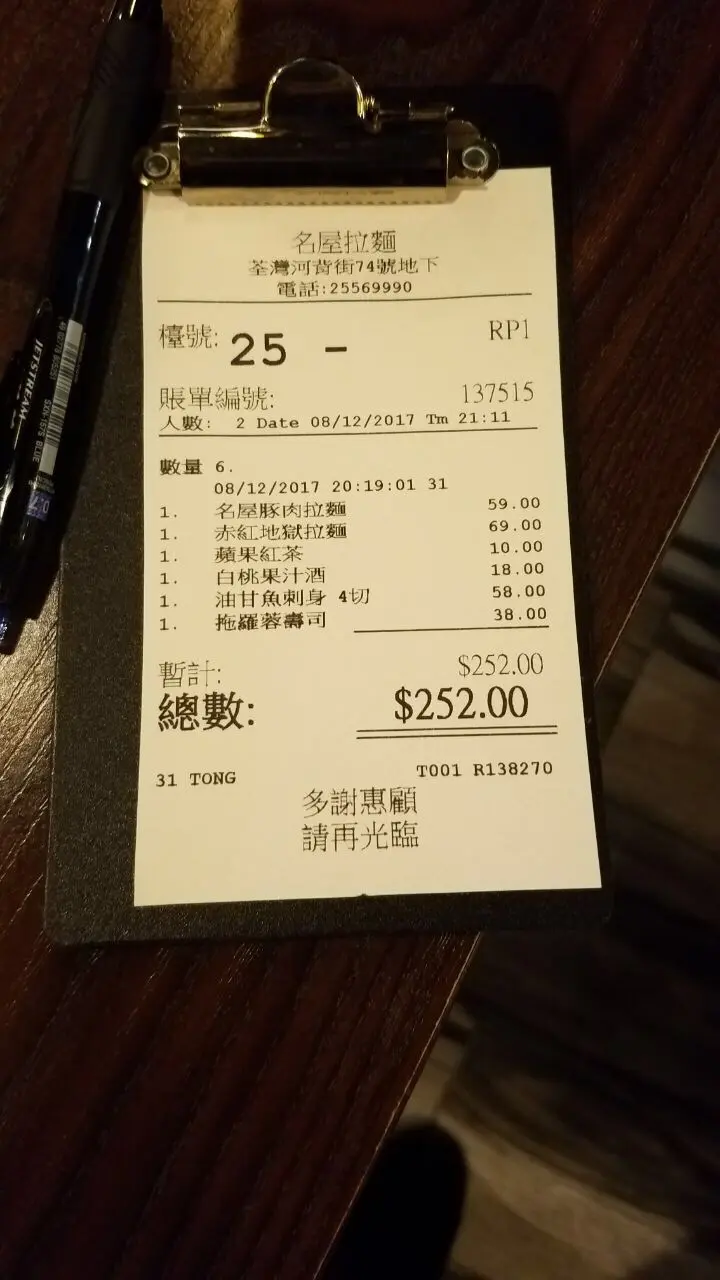 名屋拉麵
荃灣河背街74號地下
電話:25569990
檯號: 25 - RP1
賬單編號: 137515
人數: 2 Date 08/12/2017 Tm 21:11
數量 6.
08/12/2017 20:19:01 31
1. 名屋豚肉拉麵 59.00
1. 赤紅地獄拉麵 69.00
1. 蘋果紅茶 10.00
1. 白桃果汁酒 18.00
1. 油甘魚刺身 4切 58.00
1. 拖羅蓉壽司 38.00
暫計: $252.00
總數: $252.00
31 TONG T001 R138270
多謝惠顧
請再光臨
JETSTREAM